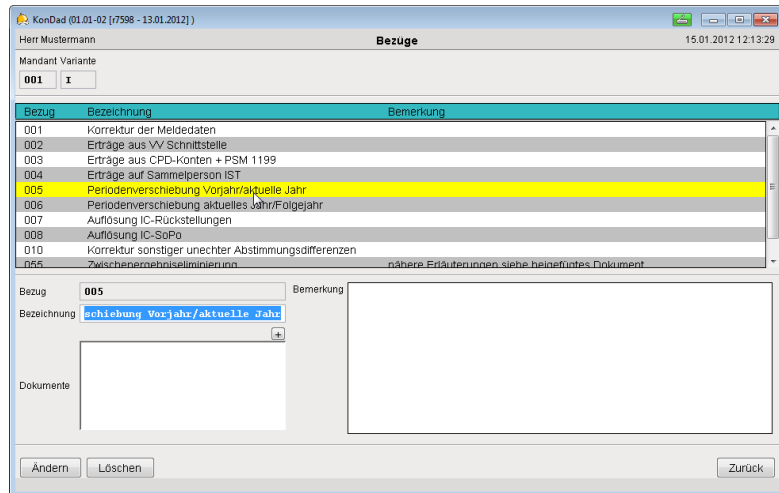 KonDad (01.01-02 [r7598 - 13.01.2012] )
Herr Mustermann Bezüge 15.01.2012 12:13:29
Mandant Variante
001 I
Bezug Bezeichnung Bemerkung
001 Korrektur der Meldedaten
002 Erträge aus VV Schnittstelle
003 Erträge aus CPD-Konten + PSM 1199
004 Erträge auf Sammelperson IST
005 Periodenverschiebung Vorjahr/aktuelle Jahr
006 Periodenverschiebung aktuelles Jahr/Folgejahr
007 Auflösung IC-Rückstellungen
008 Auflösung IC-SoPo
010 Korrektur sonstiger unechter Abstimmungsdifferenzen
055 Zwischenergebniseliminierung nähere Erläuterungen siehe beigefügtes Dokument
Bezug 005 Bemerkung
Bezeichnung schiebung Vorjahr/aktuelle Jahr
+
Dokumente
Ändern Löschen Zurück